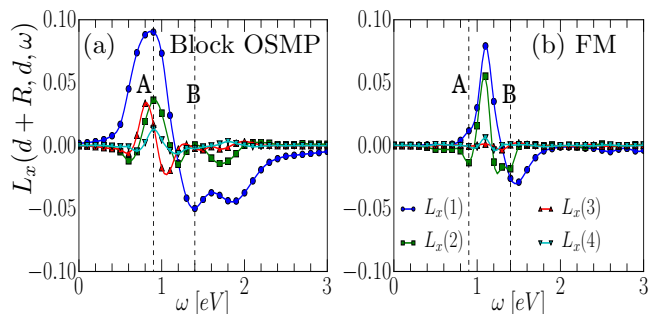 (a) Block OSMP
(b) FM
A
B
A
B
L_x(d + R, d, ω)
0.10
0.05
0.00
−0.05
−0.10
0
1
2
3
ω [eV]
0.10
0.05
0.00
−0.05
−0.10
0
1
2
3
ω [eV]
L_x(1)
L_x(2)
L_x(3)
L_x(4)